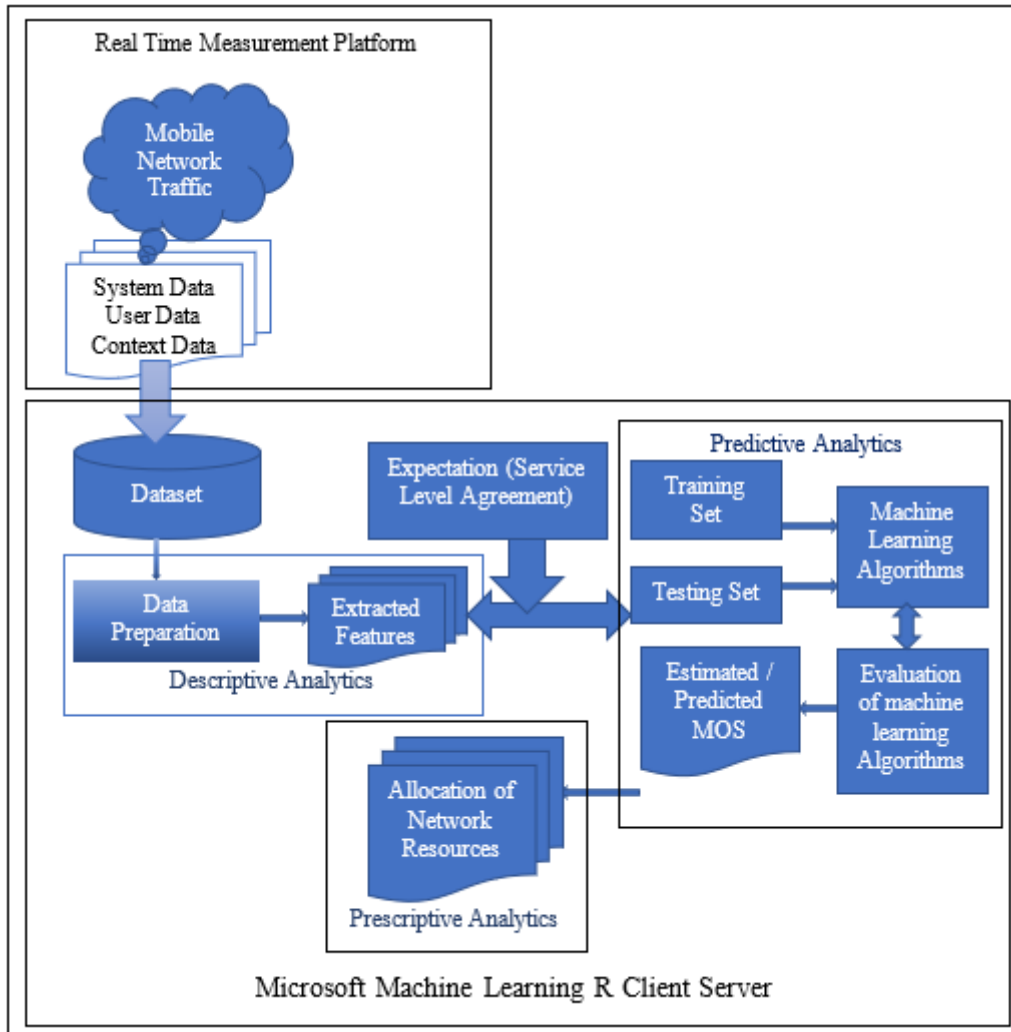 Real Time Measurement Platform
Mobile
Network
Traffic
System Data
User Data
Context Data
Dataset
Expectation (Service
Level Agreement)
Predictive Analytics
Training
Set
Machine
Learning
Algorithms
Testing Set
Data
Preparation
Extracted
Features
Descriptive Analytics
Estimated /
Predicted
MOS
Evaluation
of machine
learning
Algorithms
Allocation of
Network
Resources
Prescriptive Analytics
Microsoft Machine Learning R Client Server